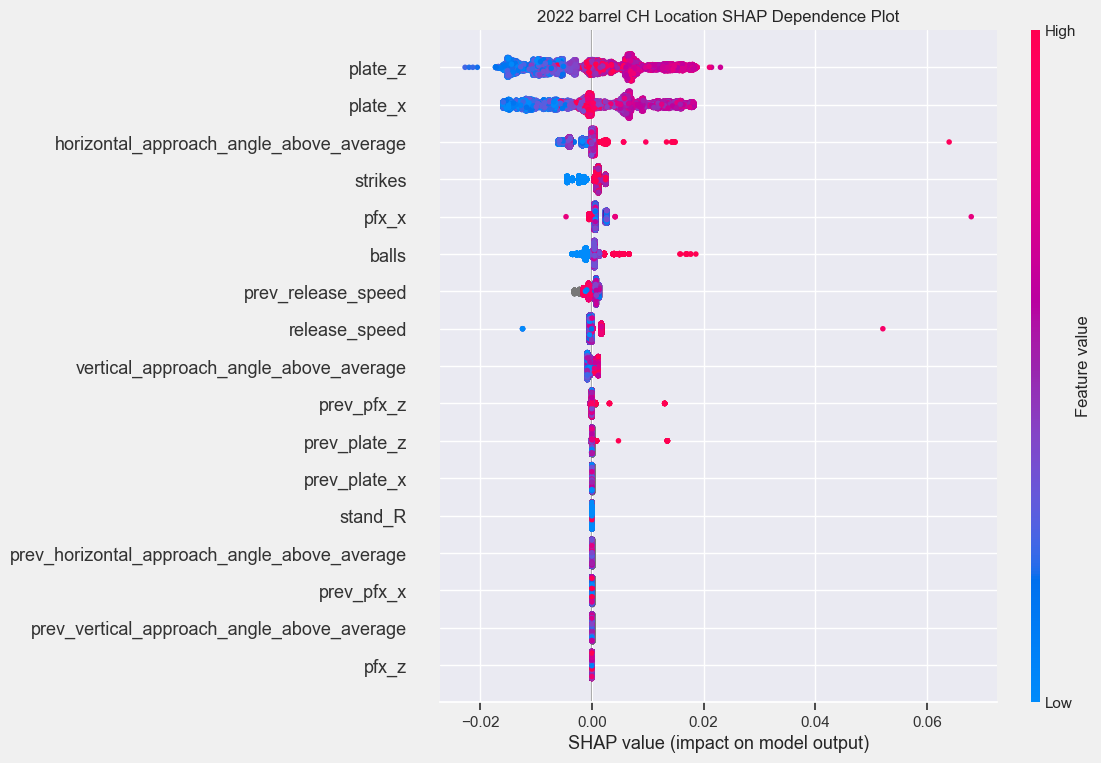 2022 barrel CH Location SHAP Dependence Plot
High
plate_z
plate_x
horizontal_approach_angle_above_average
strikes
pfx_x
balls
prev_release_speed
release_speed
vertical_approach_angle_above_average
prev_pfx_z
prev_plate_z
prev_plate_x
stand_R
prev_horizontal_approach_angle_above_average
prev_pfx_x
prev_vertical_approach_angle_above_average
pfx_z
Feature value
Low
−0.02 0.00 0.02 0.04 0.06
SHAP value (impact on model output)